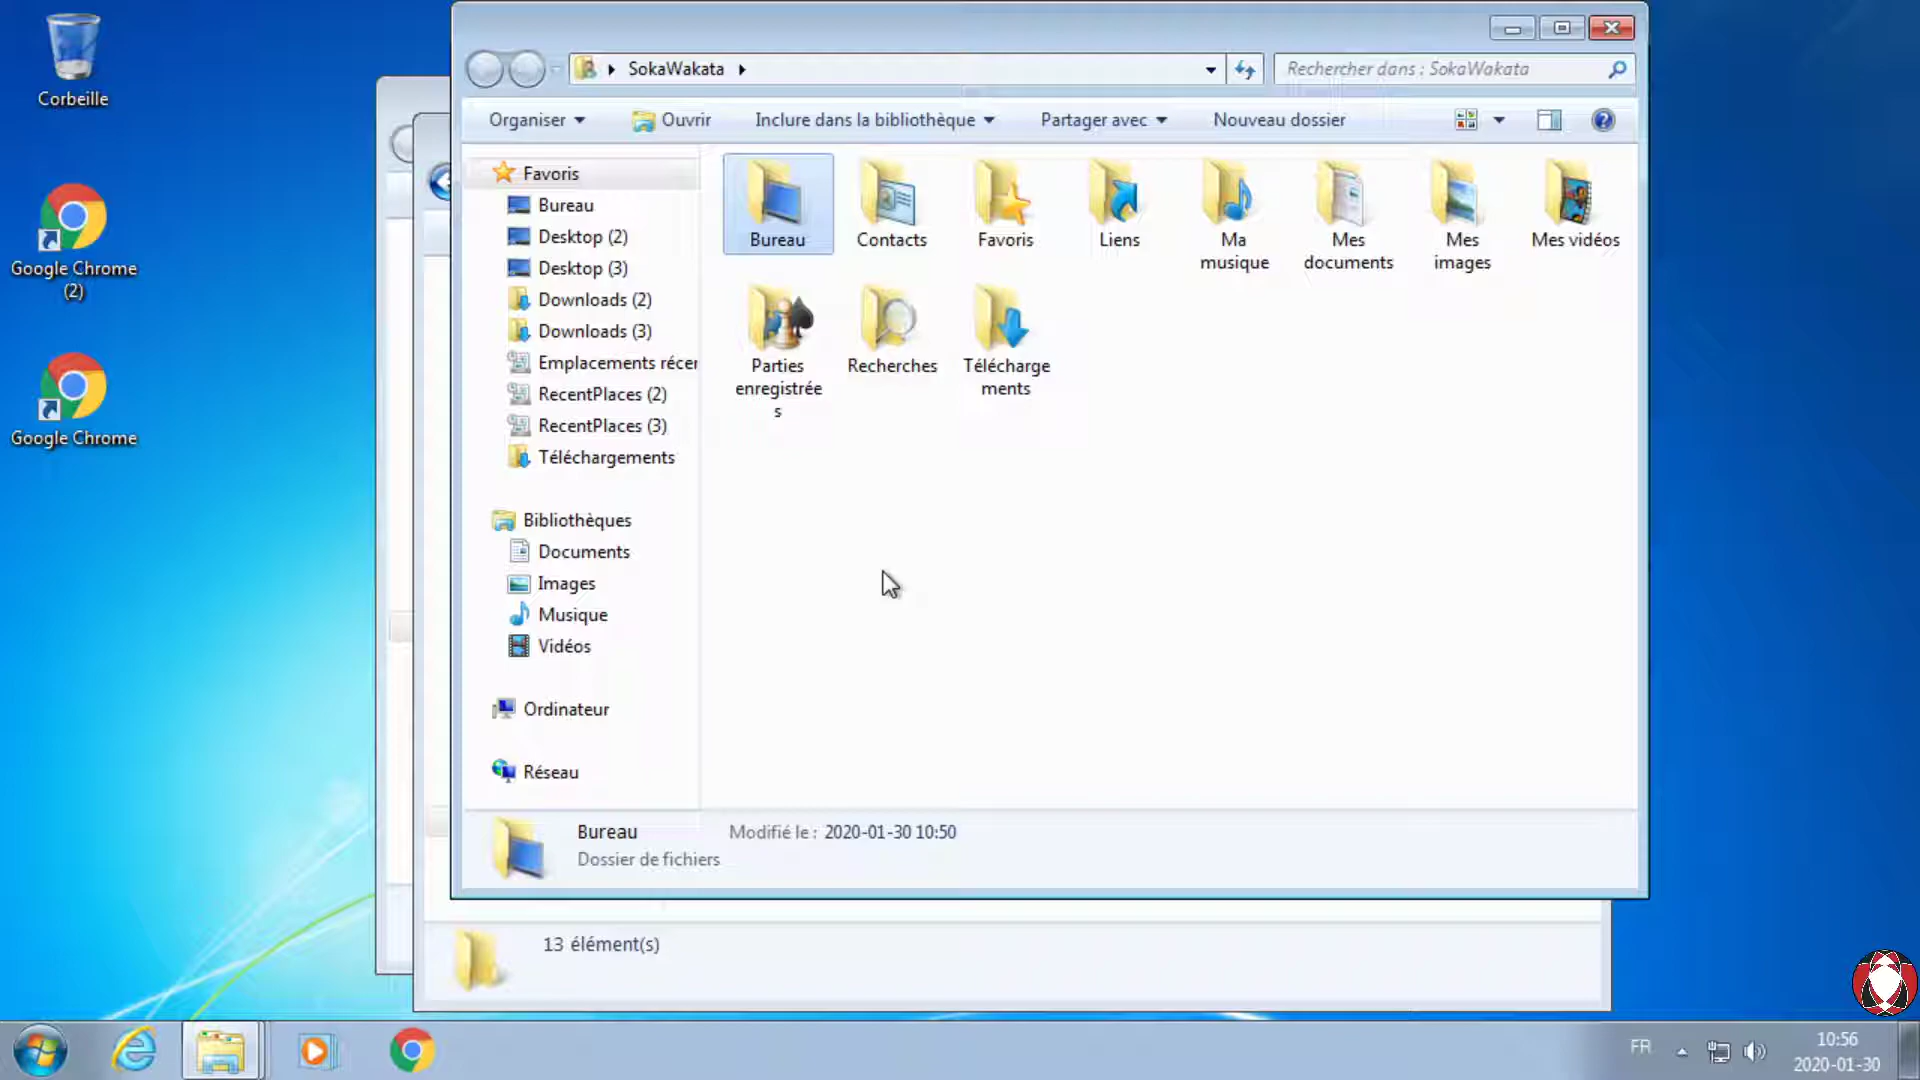 Corbeille
Google Chrome
(2)
Google Chrome
SokaWakata
Rechercher dans : SokaWakata
Organiser
Ouvrir
Inclure dans la bibliothèque
Partager avec
Nouveau dossier
Favoris
Bureau
Desktop (2)
Desktop (3)
Downloads (2)
Downloads (3)
Emplacements récer
RecentPlaces (2)
RecentPlaces (3)
Téléchargements
Bibliothèques
Documents
Images
Musique
Vidéos
Ordinateur
Réseau
Bureau
Contacts
Favoris
Liens
Ma
musique
Mes
documents
Mes
images
Mes vidéos
Parties
enregistrée
s
Recherches
Télécharge
ments
Bureau
Modifié le : 2020-01-30 10:50
Dossier de fichiers
13 élément(s)
FR
10:56
2020-01-30